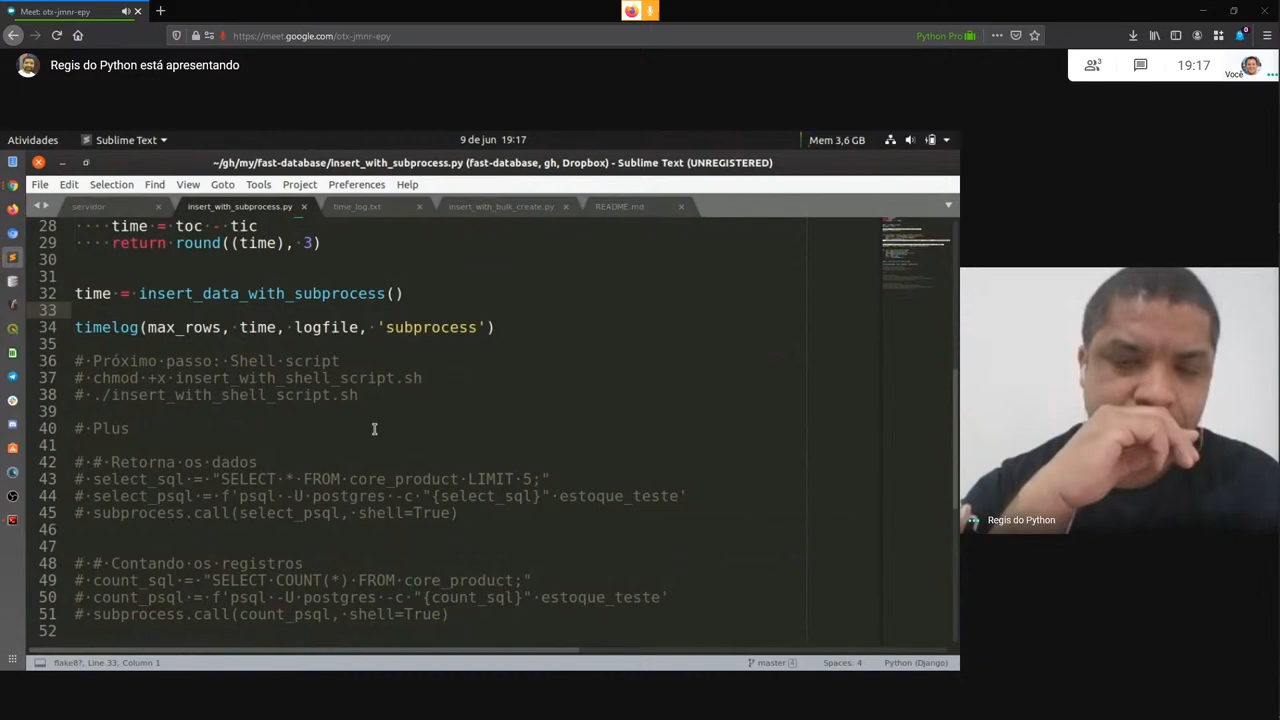 Meet: otx-jmnr-epy
https://meet.google.com/otx-jmnr-epy
Python Pro
Regis do Python está apresentando
3
19:17
Você
Atividades
Sublime Text
9 de jun 19:17
Mem 3,6 GB
~/gh/my/fast-database/insert_with_subprocess.py (fast-database, gh, Dropbox) - Sublime Text (UNREGISTERED)
File Edit Selection Find View Goto Tools Project Preferences Help
servidor
insert_with_subprocess.py
time_log.txt
insert_with_bulk_create.py
README.md
28 time = toc - tic
29 return round((time), 3)
30
31
32 time = insert_data_with_subprocess()
33
34 timelog(max_rows, time, logfile, 'subprocess')
35
36 # Próximo passo: Shell script
37 # chmod +x insert_with_shell_script.sh
38 # ./insert_with_shell_script.sh
39
40 # Plus
41
42 # # Retorna os dados
43 # select_sql = "SELECT * FROM core_product LIMIT 5;"
44 # select_psql = f'psql -U postgres -c "{select_sql}" estoque_teste'
45 # subprocess.call(select_psql, shell=True)
46
47
48 # # Contando os registros
49 # count_sql = "SELECT COUNT(*) FROM core_product;"
50 # count_psql = f'psql -U postgres -c "{count_sql}" estoque_teste'
51 # subprocess.call(count_psql, shell=True)
52
Regis do Python
flake8?, Line 33, Column 1
master 4
Spaces: 4
Python (Django)